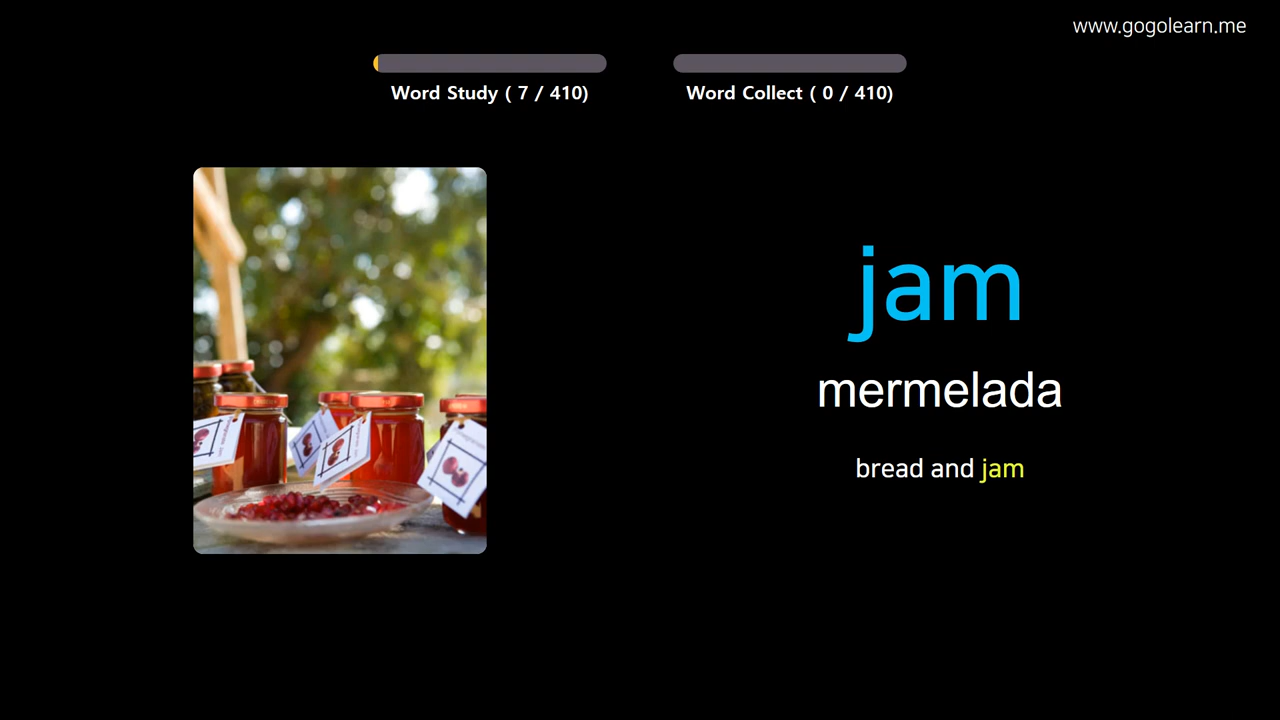 www.gogolearn.me
Word Study ( 7 / 410)
Word Collect ( 0 / 410)
jam
mermelada
bread and jam